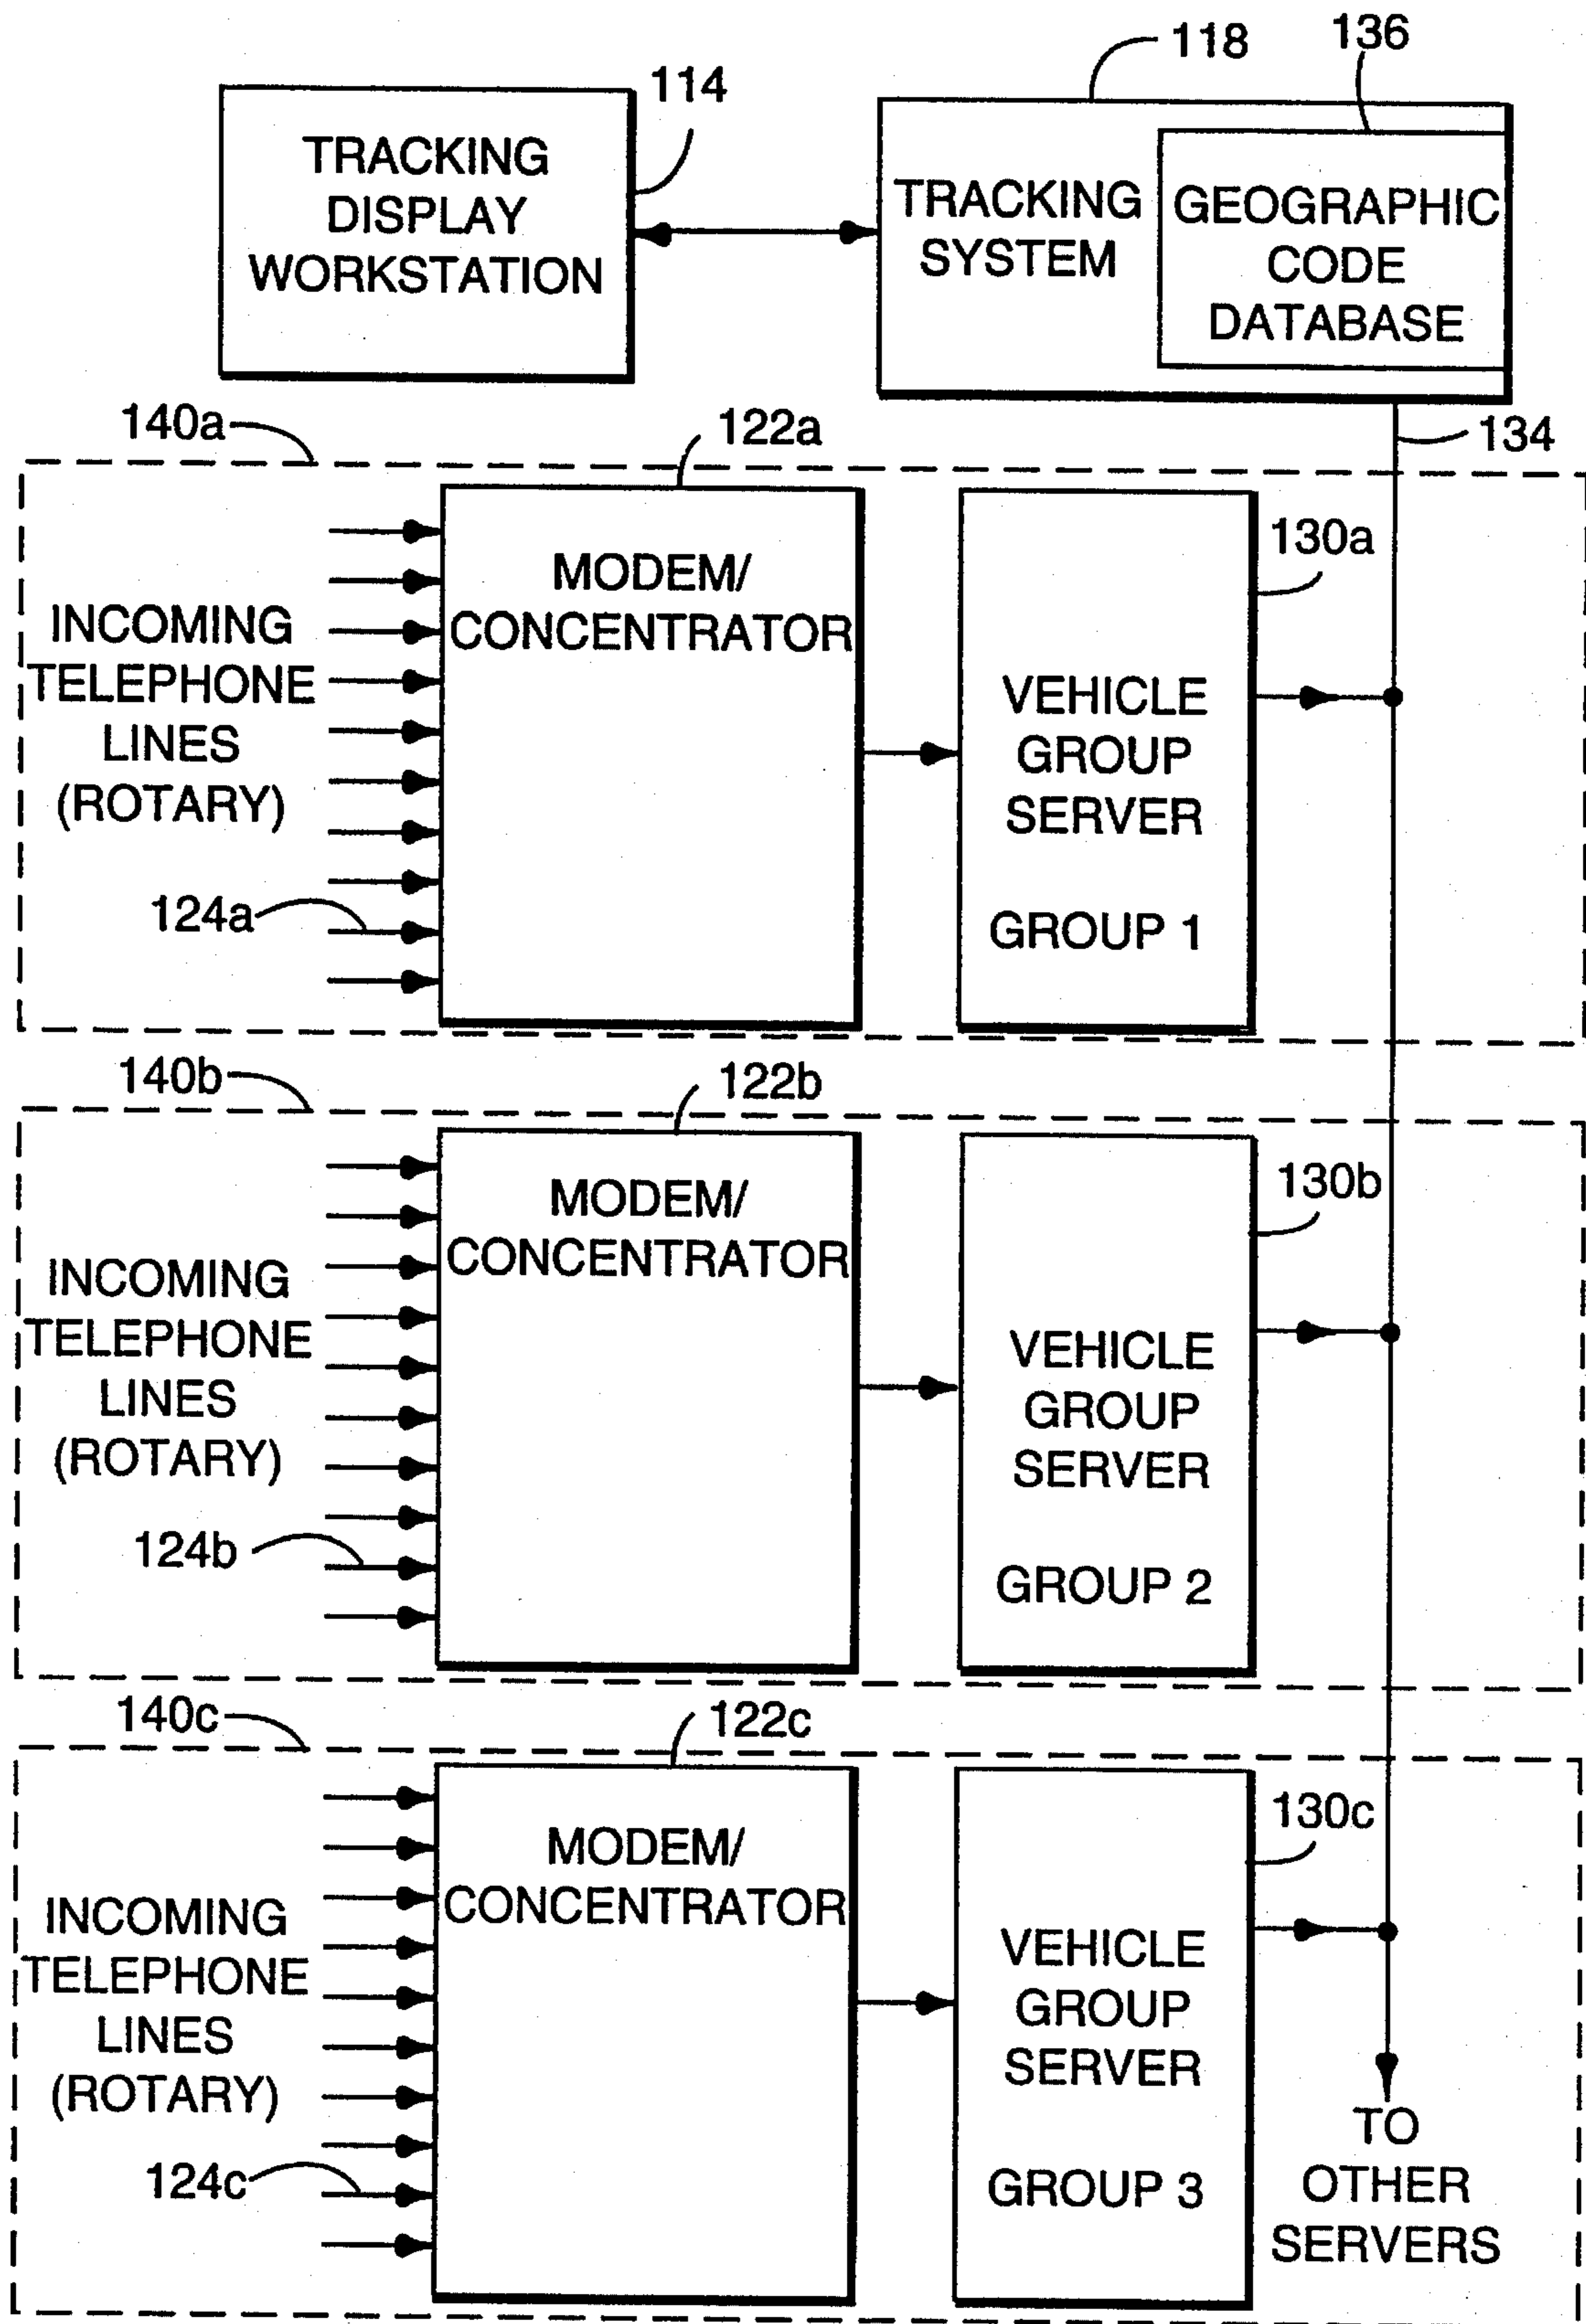 118
136
114
TRACKING
DISPLAY
WORKSTATION
TRACKING
SYSTEM
GEOGRAPHIC
CODE
DATABASE
134
140a
122a
130a
INCOMING
TELEPHONE
LINES
(ROTARY)
124a
MODEM/
CONCENTRATOR
VEHICLE
GROUP
SERVER
GROUP 1
140b
122b
130b
INCOMING
TELEPHONE
LINES
(ROTARY)
124b
MODEM/
CONCENTRATOR
VEHICLE
GROUP
SERVER
GROUP 2
140c
122c
130c
INCOMING
TELEPHONE
LINES
(ROTARY)
124c
MODEM/
CONCENTRATOR
VEHICLE
GROUP
SERVER
GROUP 3
TO
OTHER
SERVERS